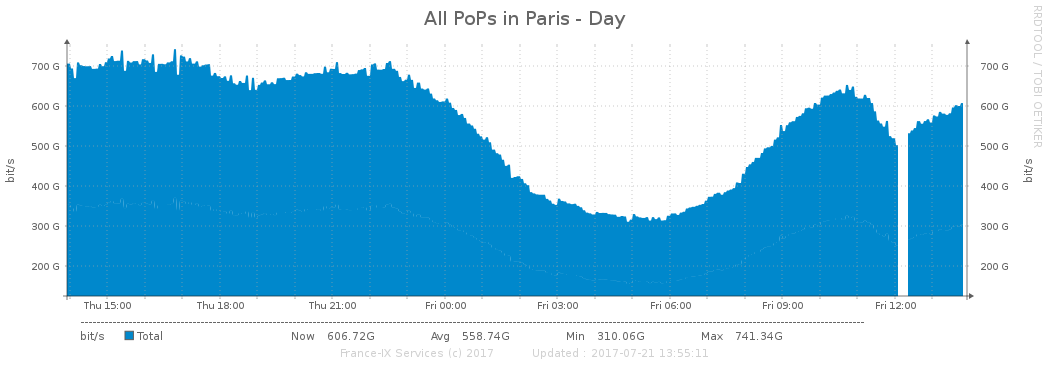 All PoPs in Paris - Day
RRDTOOL / TOBI OETIKER
700 G 700 G
600 G 600 G
500 G 500 G
400 G 400 G
300 G 300 G
200 G 200 G
bit/s bit/s
Thu 15:00 Thu 18:00 Thu 21:00 Fri 00:00 Fri 03:00 Fri 06:00 Fri 09:00 Fri 12:00
bit/s Total Now 606.72G Avg 558.74G Min 310.06G Max 741.34G
France-IX Services (c) 2017 Updated : 2017-07-21 13:55:11